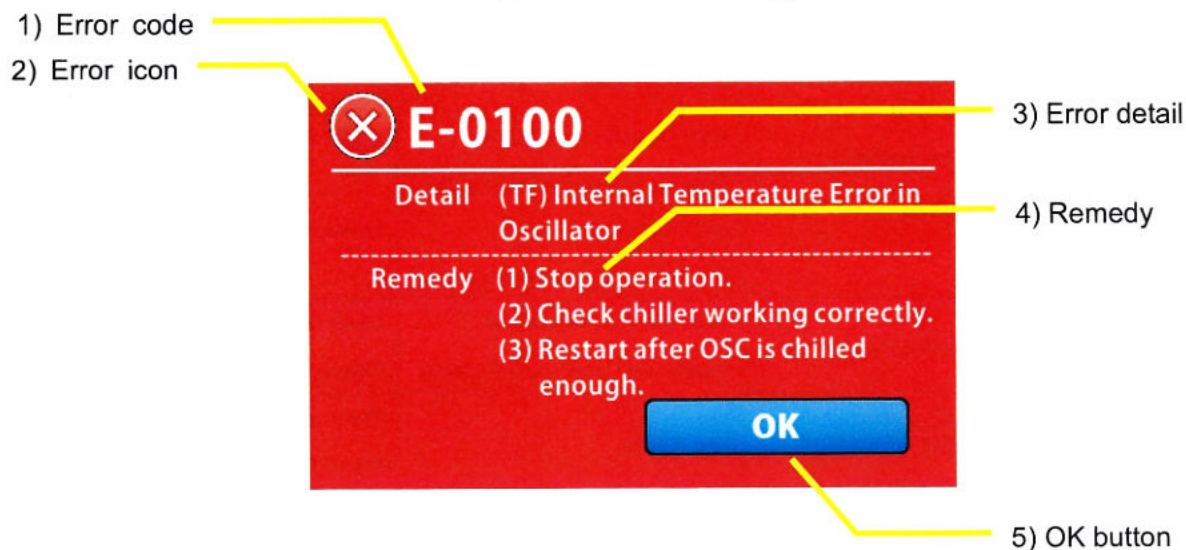 1) Error code
2) Error icon
E-0100
3) Error detail
Detail (TF) Internal Temperature Error in
Oscillator
4) Remedy
Remedy (1) Stop operation.
(2) Check chiller working correctly.
(3) Restart after OSC is chilled
enough.
OK
5) OK button